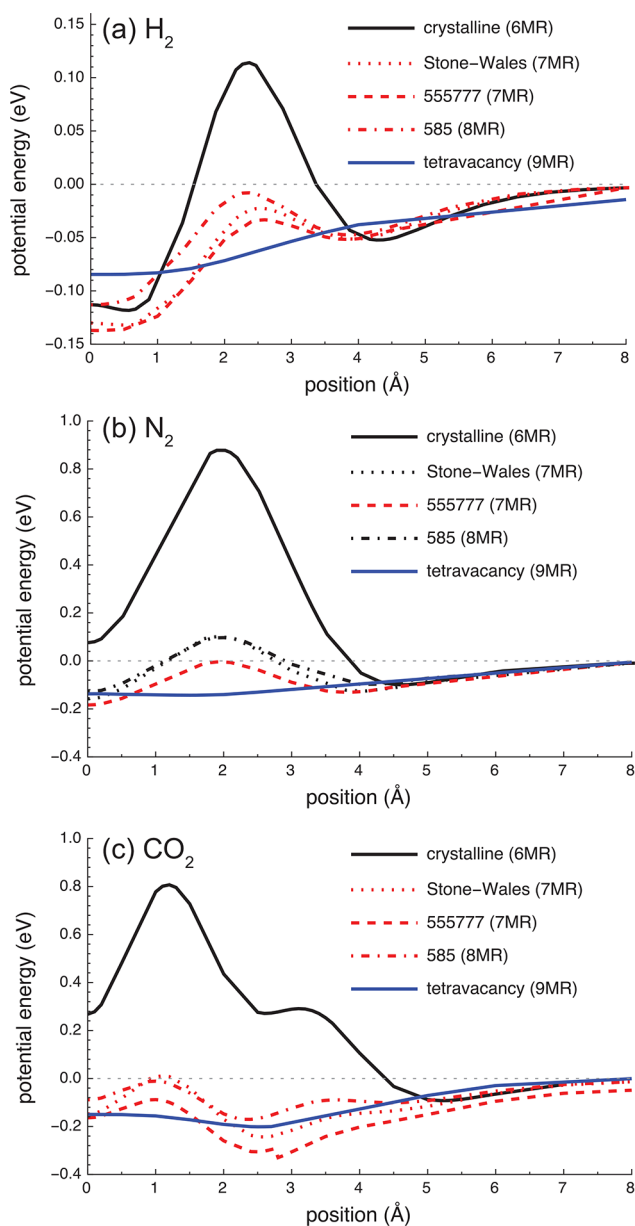 (a) H₂
crystalline (6MR)
Stone−Wales (7MR)
555777 (7MR)
585 (8MR)
tetravacancy (9MR)
potential energy (eV)
0.15
0.10
0.05
0.00
−0.05
−0.10
−0.15
0 1 2 3 4 5 6 7 8
position (Å)
(b) N₂
crystalline (6MR)
Stone−Wales (7MR)
555777 (7MR)
585 (8MR)
tetravacancy (9MR)
potential energy (eV)
1.0
0.8
0.6
0.4
0.2
0.0
−0.2
−0.4
0 1 2 3 4 5 6 7 8
position (Å)
(c) CO₂
crystalline (6MR)
Stone−Wales (7MR)
555777 (7MR)
585 (8MR)
tetravacancy (9MR)
potential energy (eV)
1.0
0.8
0.6
0.4
0.2
0.0
−0.2
−0.4
0 1 2 3 4 5 6 7 8
position (Å)